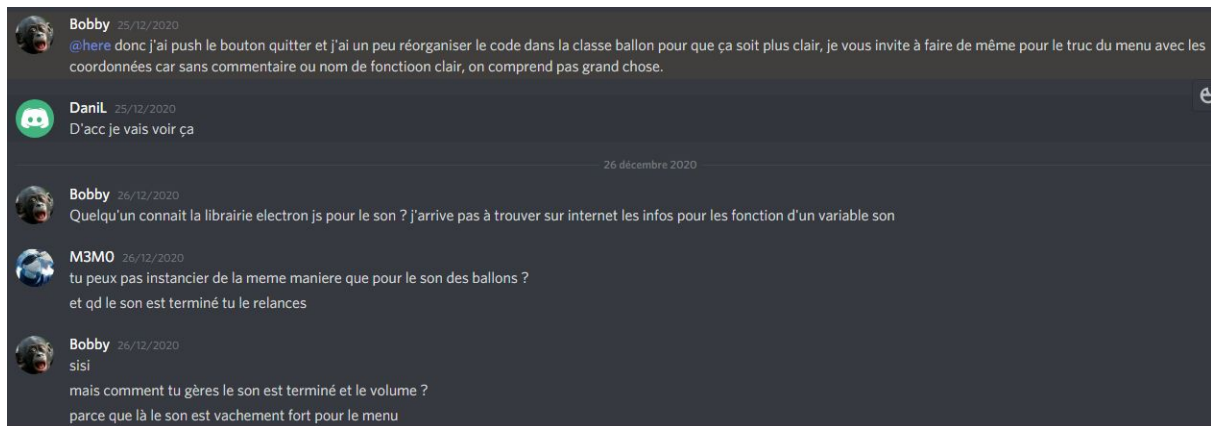 Bobby 25/12/2020
@here donc j'ai push le bouton quitter et j'ai un peu réorganiser le code dans la classe ballon pour que ça soit plus clair, je vous invite à faire de même pour le truc du menu avec les
coordonnées car sans commentaire ou nom de fonctioon clair, on comprend pas grand chose.
DaniL 25/12/2020
D'acc je vais voir ça
26 décembre 2020
Bobby 26/12/2020
Quelqu'un connait la librairie electron js pour le son ? j'arrive pas à trouver sur internet les infos pour les fonction d'un variable son
M3M0 26/12/2020
tu peux pas instancier de la meme maniere que pour le son des ballons ?
et qd le son est terminé tu le relances
Bobby 26/12/2020
sisi
mais comment tu gères le son est terminé et le volume ?
parce que là le son est vachement fort pour le menu